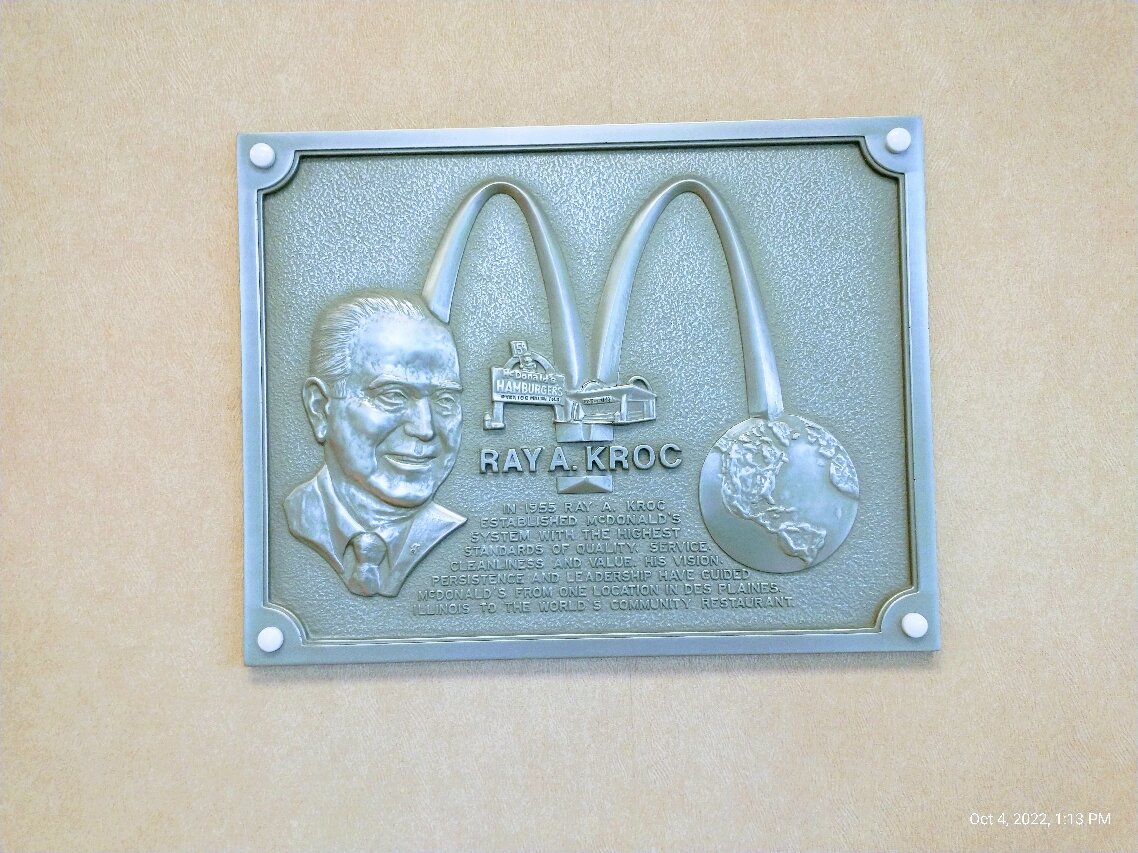 McDonald's
HAMBURGERS
RAY A. KROC
IN 1955 RAY A. KROC
ESTABLISHED McDONALD'S
SYSTEM WITH THE HIGHEST
STANDARDS OF QUALITY, SERVICE,
CLEANLINESS AND VALUE. HIS VISION,
PERSISTENCE AND LEADERSHIP HAVE GUIDED
McDONALD'S FROM ONE LOCATION IN DES PLAINES,
ILLINOIS TO THE WORLD'S COMMUNITY RESTAURANT.
Oct 4, 2022, 1:13 PM